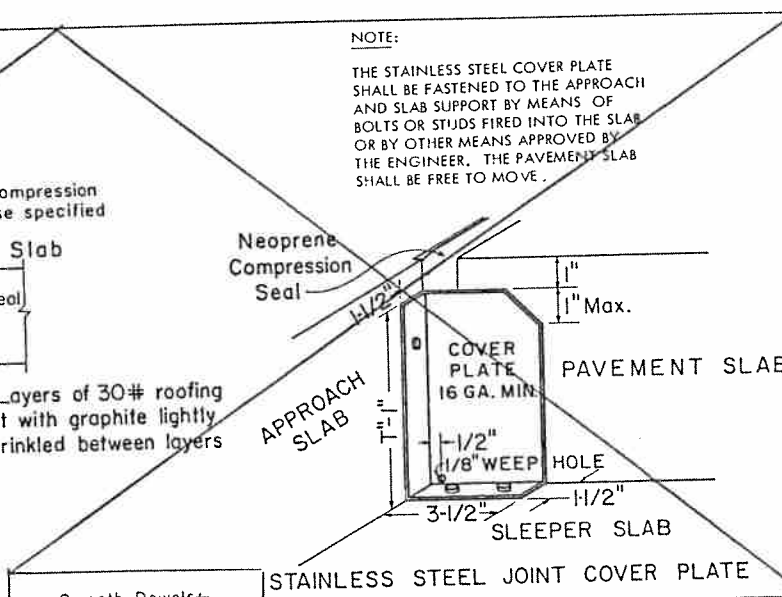 NOTE:
THE STAINLESS STEEL COVER PLATE
SHALL BE FASTENED TO THE APPROACH
AND SLAB SUPPORT BY MEANS OF
BOLTS OR STUDS FIRED INTO THE SLAB
OR BY OTHER MEANS APPROVED BY
THE ENGINEER. THE PAVEMENT SLAB
SHALL BE FREE TO MOVE.
ompression
se specified
Slab
eal
Layers of 30# roofing
t with graphite lightly
rinkled between layers
Neoprene
Compression
Seal
1-1/2"
1"
1" Max.
COVER
PLATE
16 GA. MIN.
PAVEMENT SLAB
APPROACH
SLAB
1/2"
1/8" WEEP HOLE
3-1/2"
1-1/2"
SLEEPER SLAB
STAINLESS STEEL JOINT COVER PLATE